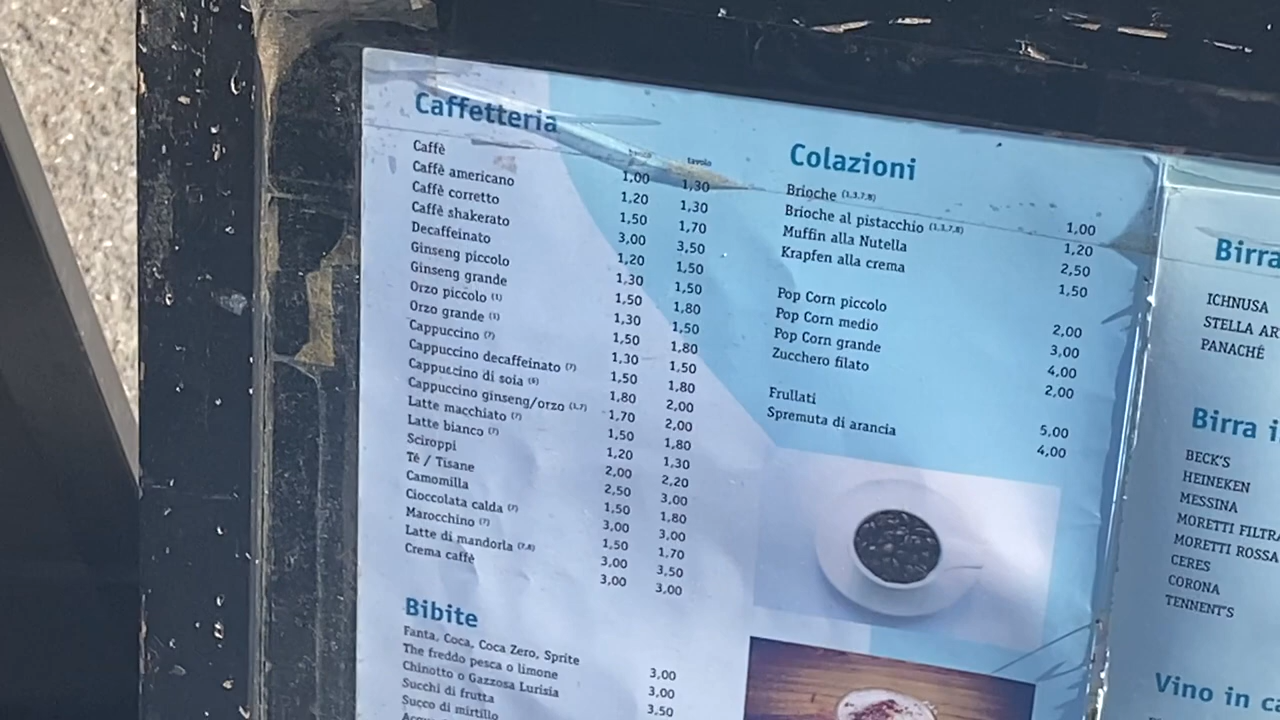 Caffetteria
tavolo
Caffè 1,00 1,30
Caffè americano 1,20 1,30
Caffè corretto 1,50 1,70
Caffè shakerato 3,00 3,50
Decaffeinato 1,20 1,50
Ginseng piccolo 1,30 1,50
Ginseng grande 1,50 1,80
Orzo piccolo (1) 1,30 1,50
Orzo grande (1) 1,50 1,80
Cappuccino (7) 1,30 1,50
Cappuccino decaffeinato (7) 1,50 1,80
Cappuccino di soia (6) 1,80 2,00
Cappuccino ginseng/orzo (1,7) 1,70 2,00
Latte macchiato (7) 1,50 1,80
Latte bianco (7) 1,20 1,30
Sciroppi 2,00 2,20
Tè / Tisane 2,50 3,00
Camomilla 1,50 1,80
Cioccolata calda (7) 3,00 3,00
Marocchino (7) 1,50 1,70
Latte di mandorla (7,8) 3,00 3,50
Crema caffè 3,00 3,00
Bibite
Fanta, Coca, Coca Zero, Sprite 3,00
The freddo pesca o limone 3,00
Chinotto o Gazzosa Lurisia 3,50
Succhi di frutta
Succo di mirtillo
Colazioni
Brioche (1,3,7,8) 1,00
Brioche al pistacchio (1,3,7,8) 1,20
Muffin alla Nutella 2,50
Krapfen alla crema 1,50
Pop Corn piccolo 2,00
Pop Corn medio 3,00
Pop Corn grande 4,00
Zucchero filato 2,00
Frullati 5,00
Spremuta di arancia 4,00
Birra
ICHNUSA
STELLA AR
PANACHÉ
Birra i
BECK'S
HEINEKEN
MESSINA
MORETTI FILTRA
MORETTI ROSSA
CERES
CORONA
TENNENT'S
Vino in ca